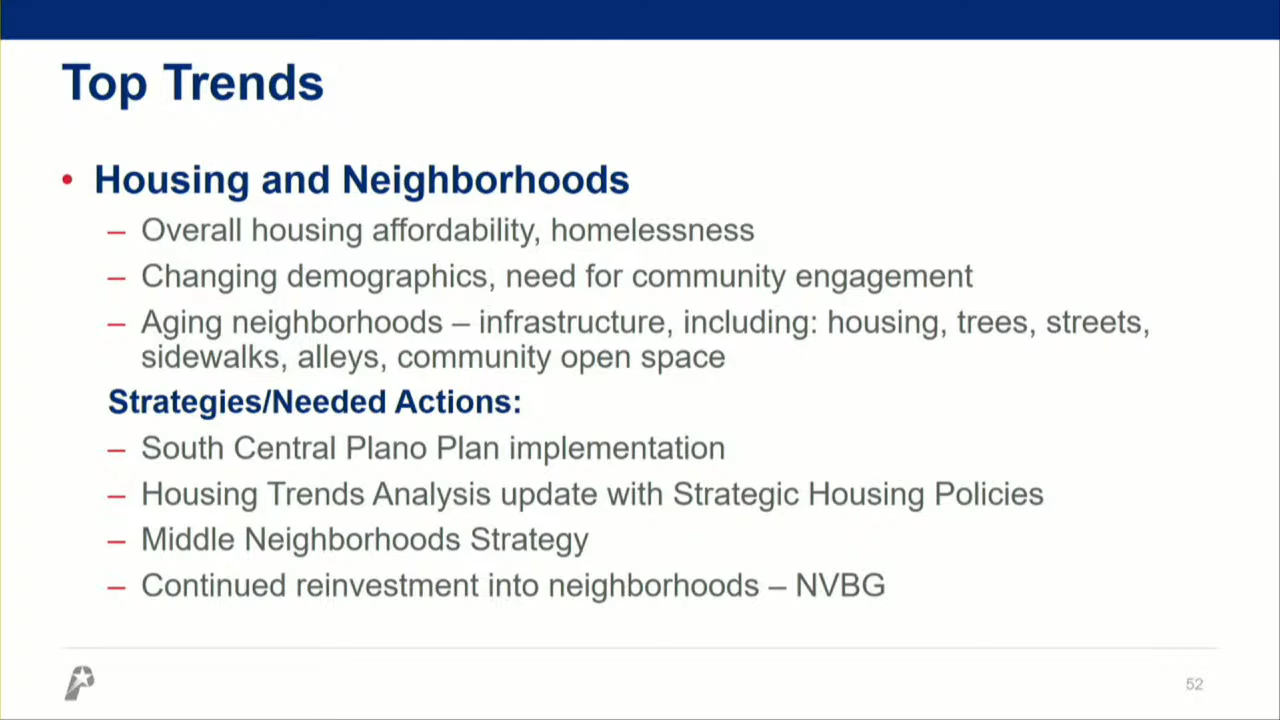 Top Trends
• Housing and Neighborhoods
– Overall housing affordability, homelessness
– Changing demographics, need for community engagement
– Aging neighborhoods – infrastructure, including: housing, trees, streets,
sidewalks, alleys, community open space
Strategies/Needed Actions:
– South Central Plano Plan implementation
– Housing Trends Analysis update with Strategic Housing Policies
– Middle Neighborhoods Strategy
– Continued reinvestment into neighborhoods – NVBG
52